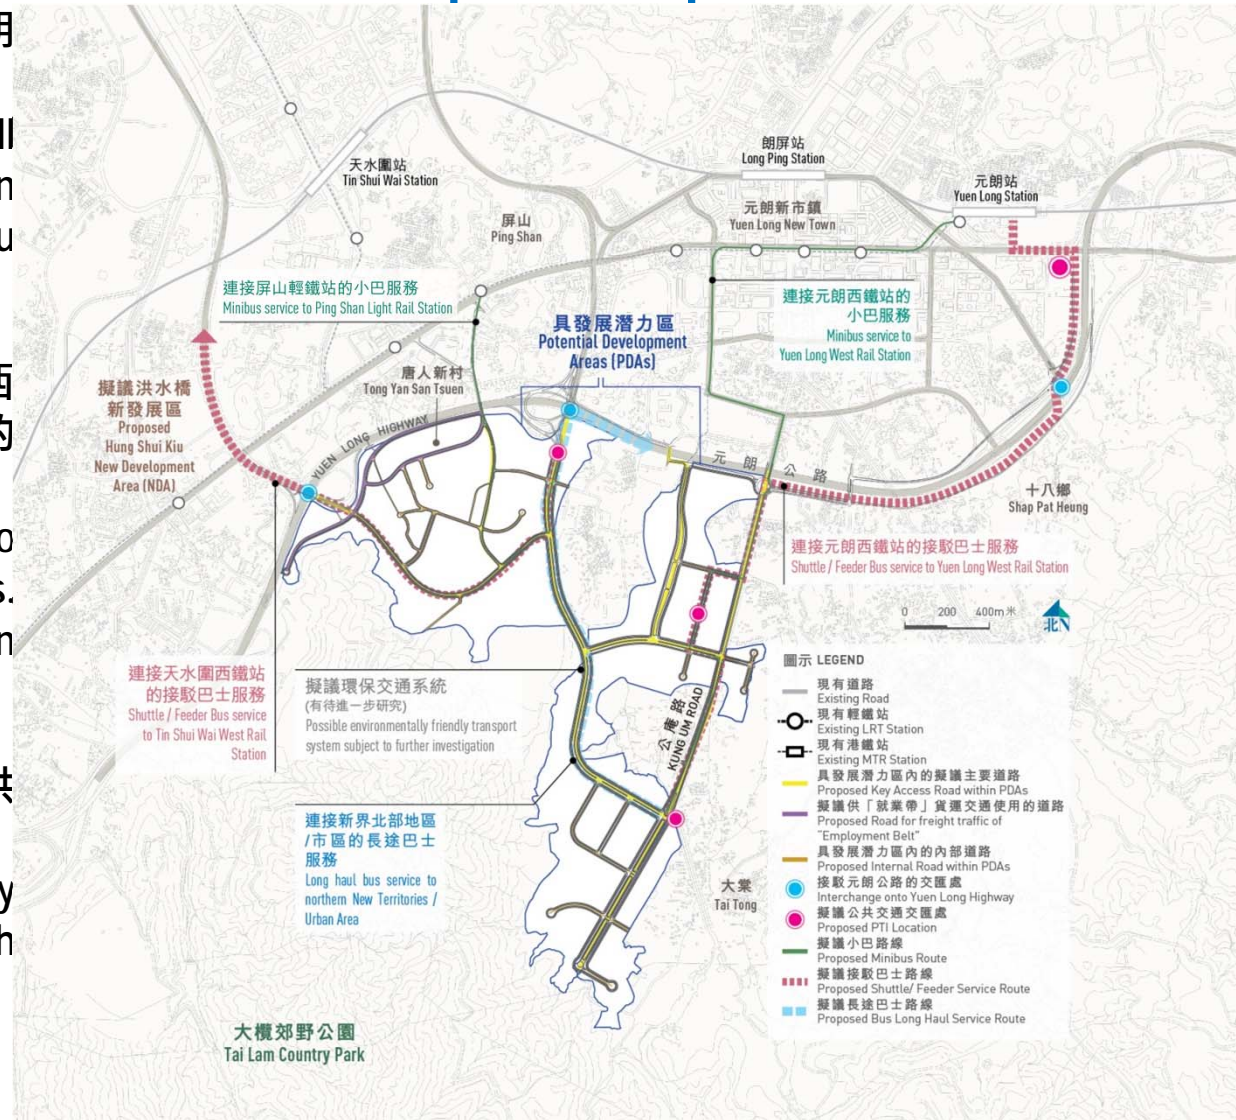 天水圍站
Tin Shui Wai Station
朗屏站
Long Ping Station
元朗站
Yuen Long Station
屏山
Ping Shan
元朗新市鎮
Yuen Long New Town
連接屏山輕鐵站的小巴服務
Minibus service to Ping Shan Light Rail Station
具發展潛力區
Potential Development
Areas (PDAs)
連接元朗西鐵站的
小巴服務
Minibus service to
Yuen Long West Rail Station
唐人新村
Tong Yan San Tsuen
擬議洪水橋
新發展區
Proposed
Hung Shui Kiu
New Development
Area (NDA)
YUEN LONG HIGHWAY
元朗公路
十八鄉
Shap Pat Heung
連接元朗西鐵站的接駁巴士服務
Shuttle / Feeder Bus service to Yuen Long West Rail Station
0 200 400m 米
北N
連接天水圍西鐵站
的接駁巴士服務
Shuttle / Feeder Bus service
to Tin Shui Wai West Rail
Station
擬議環保交通系統
(有待進一步研究)
Possible environmentally friendly transport
system subject to further investigation
公庵路
KUNG UM ROAD
連接新界北部地區
/市區的長途巴士
服務
Long haul bus service to
northern New Territories /
Urban Area
大棠
Tai Tong
大欖郊野公園
Tai Lam Country Park
圖示 LEGEND
現有道路
Existing Road
現有輕鐵站
Existing LRT Station
現有港鐵站
Existing MTR Station
具發展潛力區內的擬議主要道路
Proposed Key Access Road within PDAs
擬議供「就業帶」貨運交通使用的道路
Proposed Road for freight traffic of
"Employment Belt"
具發展潛力區內的內部道路
Proposed Internal Road within PDAs
接駁元朗公路的交匯處
Interchange onto Yuen Long Highway
擬議公共交通交匯處
Proposed PTI Location
擬議小巴路線
Proposed Minibus Route
擬議接駁巴士路線
Proposed Shuttle/ Feeder Service Route
擬議長途巴士路線
Proposed Bus Long Haul Service Route